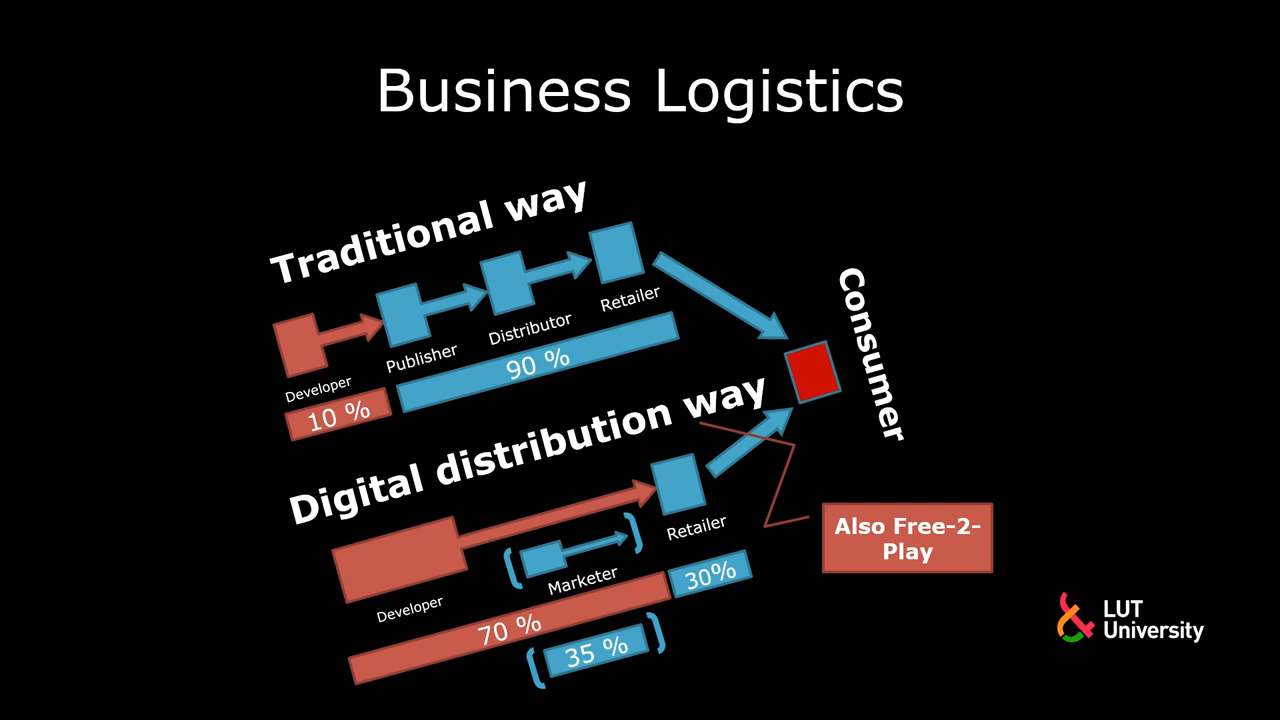 Business Logistics
Traditional way
Developer
Publisher
Distributor
Retailer
10 %
90 %
Consumer
Digital distribution way
Developer
Marketer
Retailer
70 %
30%
35 %
Also Free-2-
Play
LUT
University